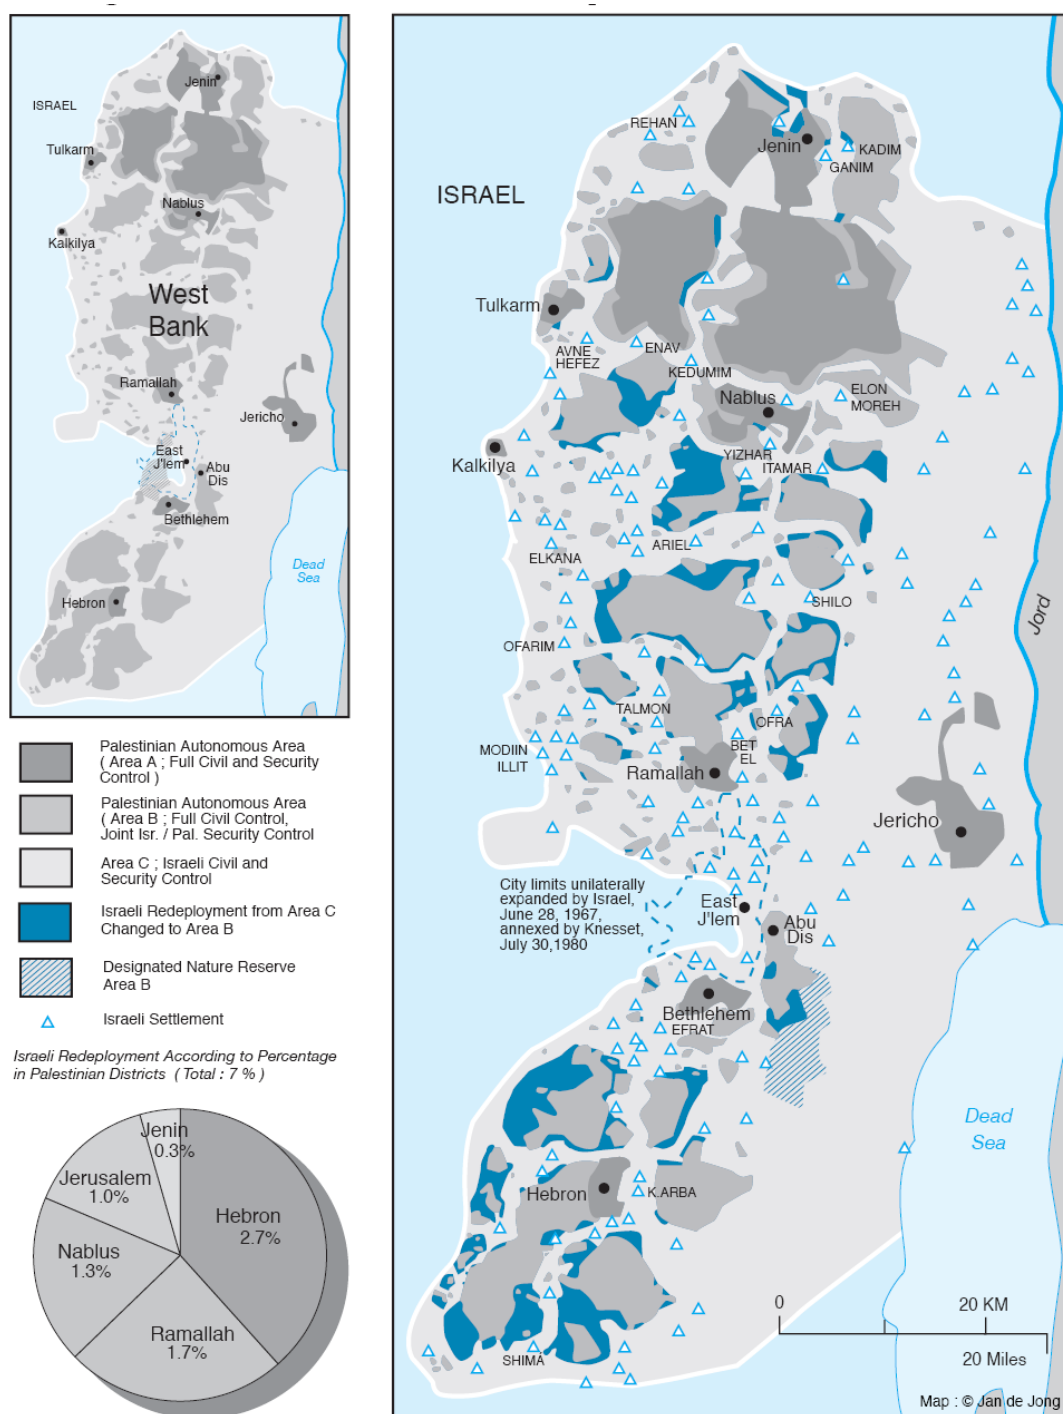 ISRAEL
Jenin
Tulkarm
Nablus
Kalkilya
West
Bank
Ramallah
Jericho
East
J'lem
Abu
Dis
Bethlehem
Dead
Sea
Hebron
Palestinian Autonomous Area
( Area A ; Full Civil and Security
Control )
Palestinian Autonomous Area
( Area B ; Full Civil Control,
Joint Isr. / Pal. Security Control
Area C ; Israeli Civil and
Security Control
Israeli Redeployment from Area C
Changed to Area B
Designated Nature Reserve
Area B
Israeli Settlement
Israeli Redeployment According to Percentage
in Palestinian Districts ( Total : 7 % )
Jenin
0.3%
Jerusalem
1.0%
Hebron
2.7%
Nablus
1.3%
Ramallah
1.7%
REHAN
Jenin
KADIM
GANIM
ISRAEL
Tulkarm
AVNE
HEFEZ
ENAV
KEDUMIM
Nablus
ELON
MOREH
Kalkilya
YIZHAR
ITAMAR
ELKANA
ARIEL
SHILO
OFARIM
TALMON
OFRA
MODIIN
ILLIT
BET
EL
Ramallah
Jericho
Jord
City limits unilaterally
expanded by Israel,
June 28, 1967,
annexed by Knesset,
July 30,1980
East
J'lem
Abu
Dis
Bethlehem
EFRAT
Dead
Sea
Hebron
K.ARBA
SHIMA
0
20 KM
20 Miles
Map : © Jan de Jong